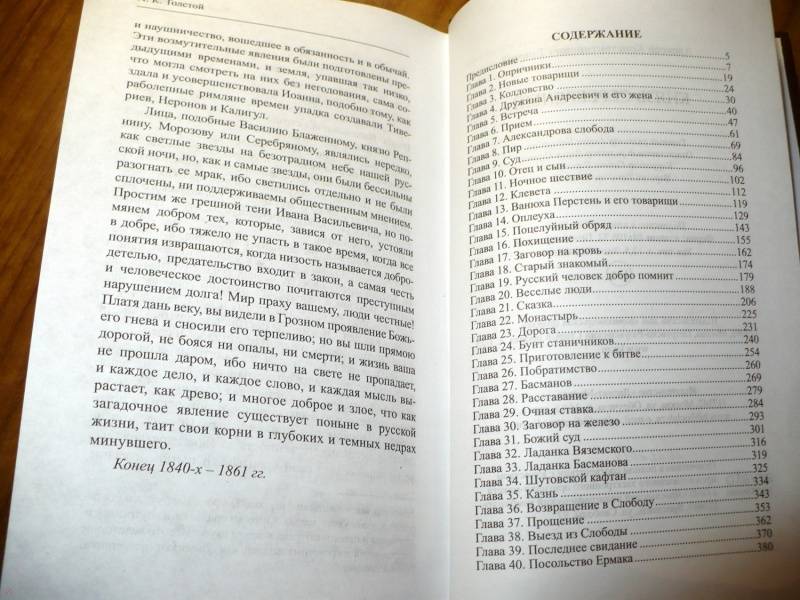 К. Толстой
и наушничество, вошедшее в обязанность и в обычай.
Эти возмутительные явления были подготовлены пре-
дыдущими временами, и земля, упавшая так низко,
что могла смотреть на них без негодования, сама со-
здала и усовершенствовала Иоанна, подобно тому, как
раболепные римляне времен упадка создавали Тиве-
риев, Неронов и Калигул.
Лица, подобные Василию Блаженному, князю Реп-
нину, Морозову или Серебряному, являлись нередко,
как светлые звезды на безотрадном небе нашей рус-
ской ночи, но, как и самые звезды, они были бессильны
разогнать ее мрак, ибо светились отдельно и не были
сплочены, ни поддерживаемы общественным мнением.
Простим же грешной тени Ивана Васильевича, но по-
мянем добром тех, которые, завися от него, устояли
в добре, ибо тяжело не упасть в такое время, когда все
понятия извращаются, когда низость называется добро-
детелью, предательство входит в закон, а самая честь
и человеческое достоинство почитаются преступным
нарушением долга! Мир праху вашему, люди честные!
Платя дань веку, вы видели в Грозном проявление Божь-
его гнева и сносили его терпеливо; но вы шли прямою
дорогой, не бояся ни опалы, ни смерти; и жизнь ваша
не прошла даром, ибо ничто на свете не пропадает,
и каждое дело, и каждое слово, и каждая мысль вы-
растает, как древо; и многое доброе и злое, что как
загадочное явление существует поныне в русской
жизни, таит свои корни в глубоких и темных недрах
минувшего.
Конец 1840-х – 1861 гг.
СОДЕРЖАНИЕ
Предисловие 5
Глава 1. Опричники 7
Глава 2. Новые товарищи 19
Глава 3. Колдовство 24
Глава 4. Дружина Андреевич и его жена 30
Глава 5. Встреча 40
Глава 6. Прием 47
Глава 7. Александрова слобода 61
Глава 8. Пир 69
Глава 9. Суд 84
Глава 10. Отец и сын 96
Глава 11. Ночное шествие 102
Глава 12. Клевета 112
Глава 13. Ванюха Перстень и его товарищи 119
Глава 14. Оплеуха 129
Глава 15. Поцелуйный обряд 143
Глава 16. Похищение 155
Глава 17. Заговор на кровь 162
Глава 18. Старый знакомый 174
Глава 19. Русский человек добро помнит 179
Глава 20. Веселые люди 188
Глава 21. Сказка 206
Глава 22. Монастырь 225
Глава 23. Дорога 231
Глава 24. Бунт станичников 240
Глава 25. Приготовление к битве 254
Глава 26. Побратимство 260
Глава 27. Басманов 269
Глава 28. Расставание 279
Глава 29. Очная ставка 284
Глава 30. Заговор на железо 293
Глава 31. Божий суд 301
Глава 32. Ладанка Вяземского 316
Глава 33. Ладанка Басманова 319
Глава 34. Шутовской кафтан 325
Глава 35. Казнь 334
Глава 36. Возвращение в Слободу 343
Глава 37. Прощение 353
Глава 38. Выезд из Слободы 362
Глава 39. Последнее свидание 370
Глава 40. Посольство Ермака 380